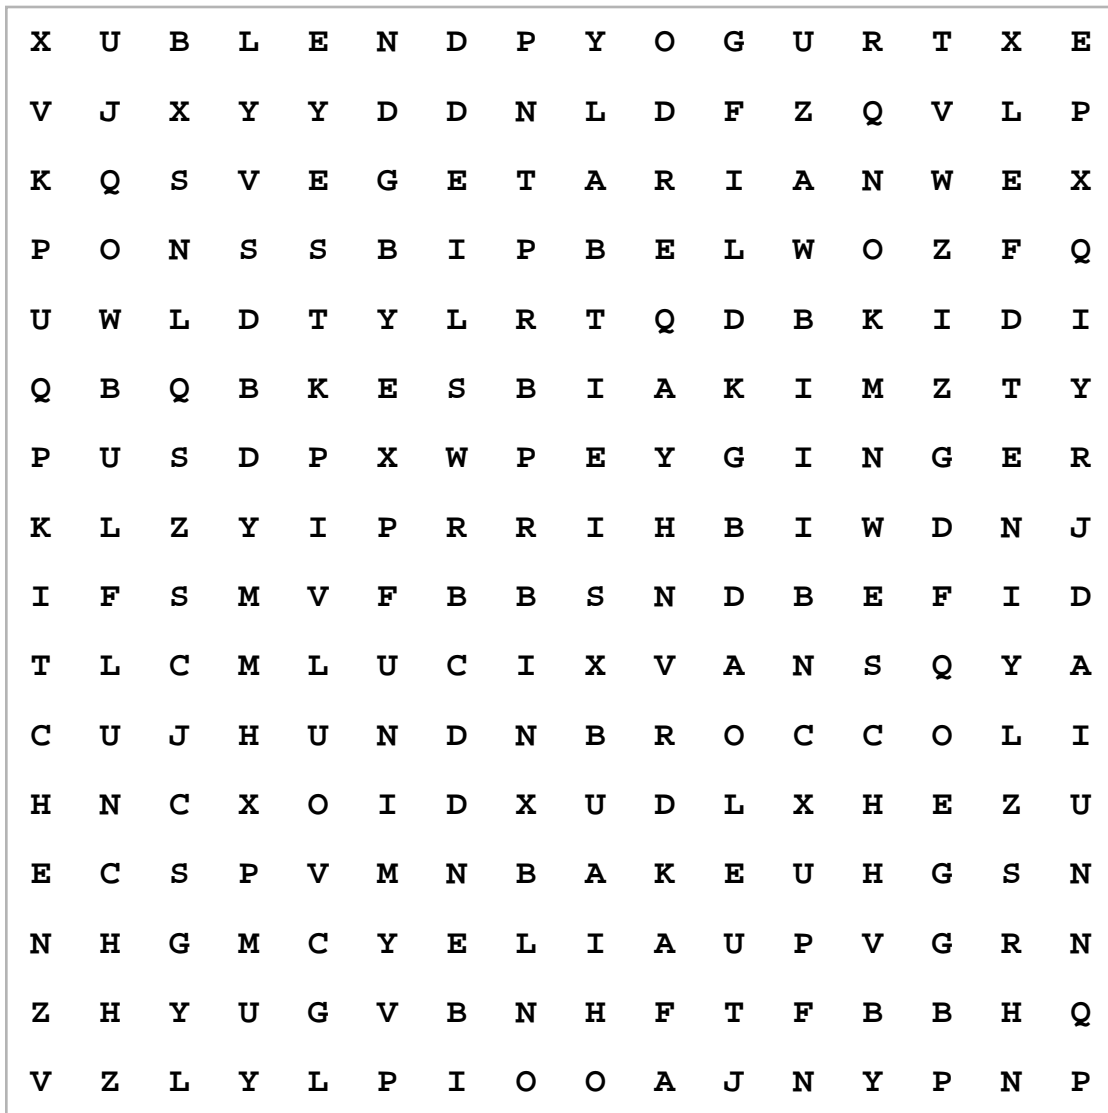 X U B L E N D P Y O G U R T X E
V J X Y Y D D N L D F Z Q V L P
K Q S V E G E T A R I A N W E X
P O N S S B I P B E L W O Z F Q
U W L D T Y L R T Q D B K I D I
Q B Q B K E S B I A K I M Z T Y
P U S D P X W P E Y G I N G E R
K L Z Y I P R R I H B I W D N J
I F S M V F B B S N D B E F I D
T L C M L U C I X V A N S Q Y A
C U J H U N D N B R O C C O L I
H N C X O I D X U D L X H E Z U
E C S P V M N B A K E U H G S N
N H G M C Y E L I A U P V G R N
Z H Y U G V B N H F T F B B H Q
V Z L Y L P I O O A J N Y P N P